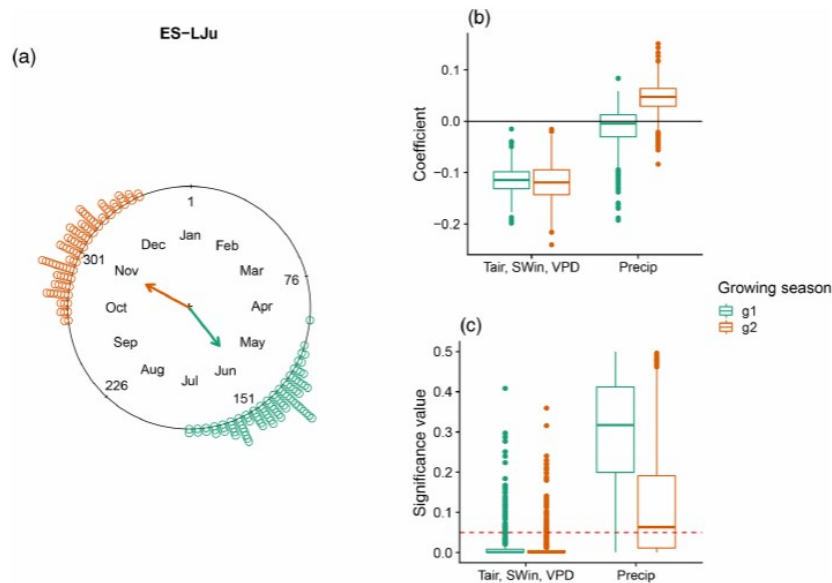 ES-LJu
(a)
1
Jan
Feb
Mar
76
Apr
May
Jun
151
Jul
Aug
226
Sep
Oct
Nov
301
Dec
(b)
Coefficient
0.1
0.0
−0.1
−0.2
Tair, SWin, VPD
Precip
Growing season
g1
g2
(c)
Significance value
0.5
0.4
0.3
0.2
0.1
0.0
Tair, SWin, VPD
Precip